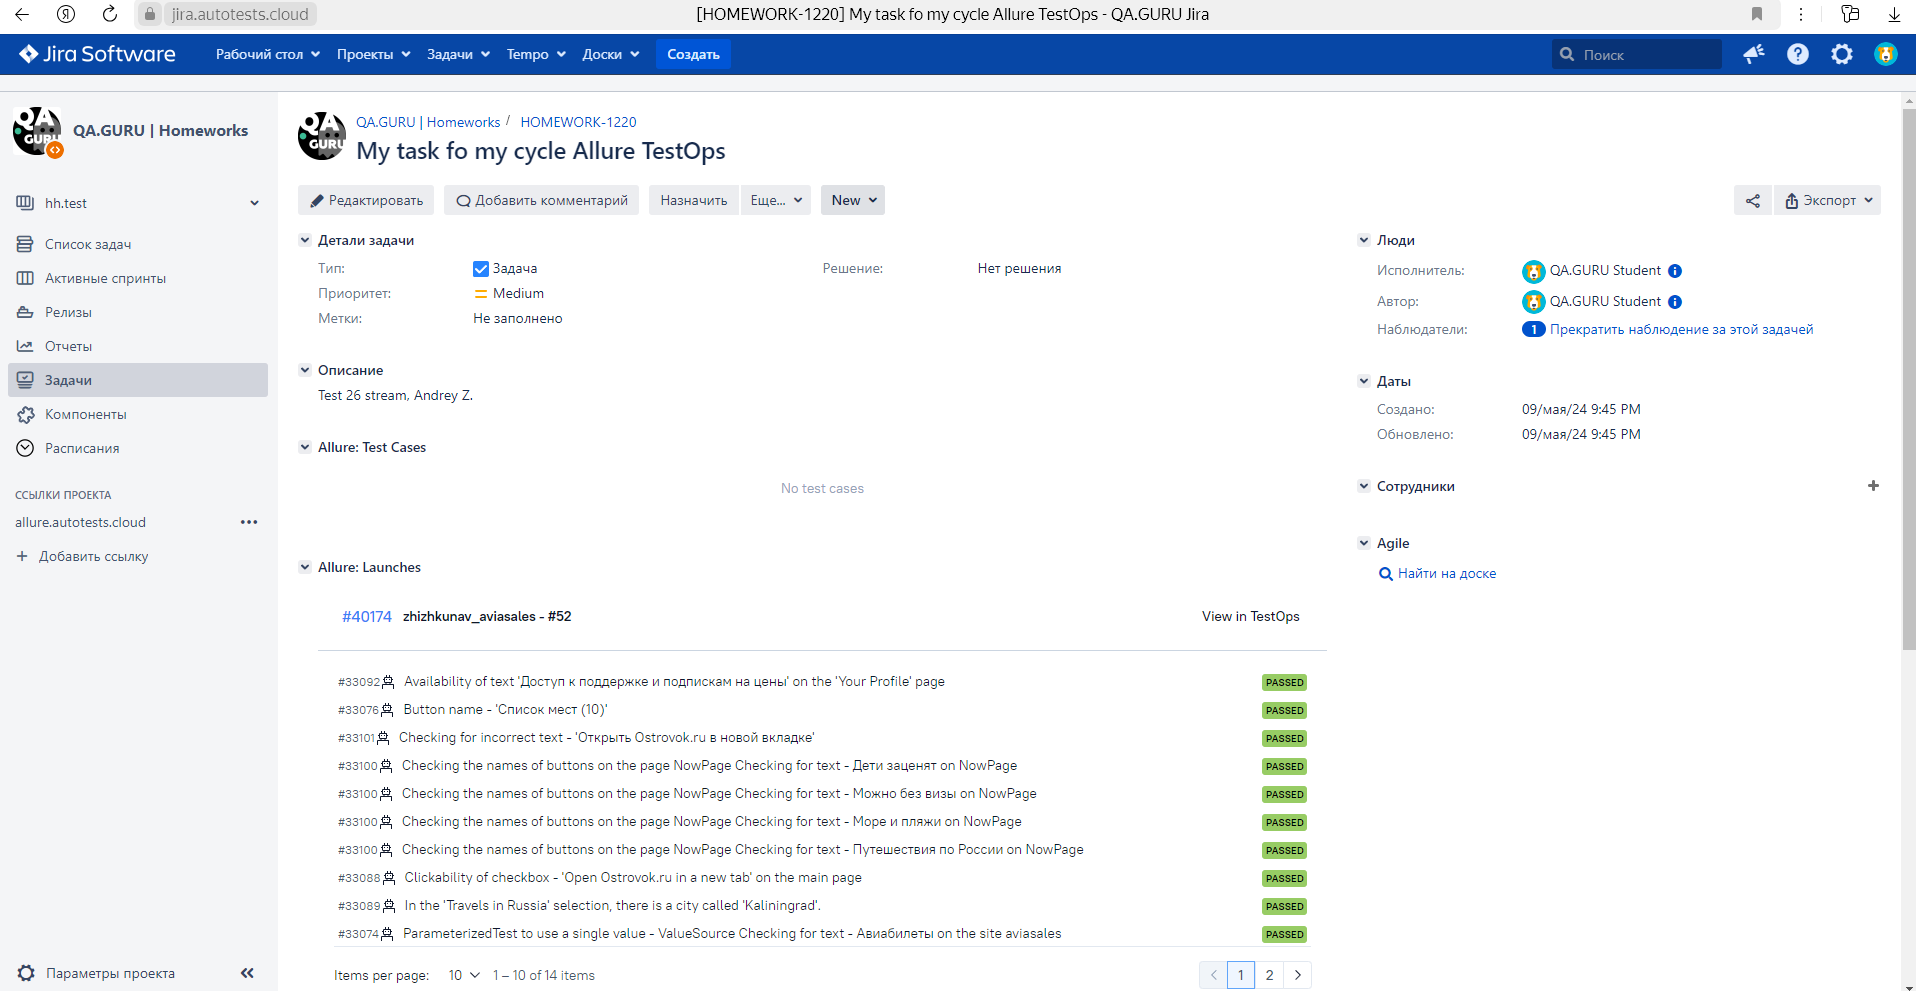 jira.autotests.cloud
[HOMEWORK-1220] My task fo my cycle Allure TestOps - QA.GURU Jira
Jira Software
Рабочий стол
Проекты
Задачи
Tempo
Доски
Создать
Поиск
QA GURU
QA.GURU | Homeworks
hh.test
Список задач
Активные спринты
Релизы
Отчеты
Задачи
Компоненты
Расписания
ССЫЛКИ ПРОЕКТА
allure.autotests.cloud
Добавить ссылку
Параметры проекта
QA GURU
QA.GURU | Homeworks / HOMEWORK-1220
My task fo my cycle Allure TestOps
Редактировать
Добавить комментарий
Назначить
Еще...
New
Экспорт
Детали задачи
Тип: Задача
Решение: Нет решения
Приоритет: Medium
Метки: Не заполнено
Описание
Test 26 stream, Andrey Z.
Allure: Test Cases
No test cases
Allure: Launches
#40174 zhizhkunav_aviasales - #52 View in TestOps
#33092 Availability of text 'Доступ к поддержке и подпискам на цены' on the 'Your Profile' page PASSED
#33076 Button name - 'Список мест (10)' PASSED
#33101 Checking for incorrect text - 'Открыть Ostrovok.ru в новой вкладке' PASSED
#33100 Checking the names of buttons on the page NowPage Checking for text - Дети заценят on NowPage PASSED
#33100 Checking the names of buttons on the page NowPage Checking for text - Можно без визы on NowPage PASSED
#33100 Checking the names of buttons on the page NowPage Checking for text - Море и пляжи on NowPage PASSED
#33100 Checking the names of buttons on the page NowPage Checking for text - Путешествия по России on NowPage PASSED
#33088 Clickability of checkbox - 'Open Ostrovok.ru in a new tab' on the main page PASSED
#33089 In the 'Travels in Russia' selection, there is a city called 'Kaliningrad'. PASSED
#33074 ParameterizedTest to use a single value - ValueSource Checking for text - Авиабилеты on the site aviasales PASSED
Items per page: 10 1 – 10 of 14 items
1 2
Люди
Исполнитель: QA.GURU Student
Автор: QA.GURU Student
Наблюдатели: 1 Прекратить наблюдение за этой задачей
Даты
Создано: 09/мая/24 9:45 PM
Обновлено: 09/мая/24 9:45 PM
Сотрудники
Agile
Найти на доске